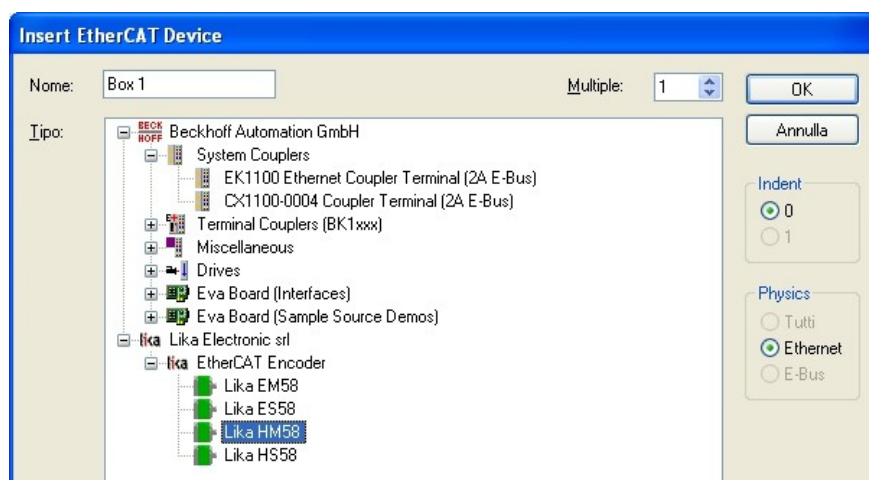 Insert EtherCAT Device
Nome: Box 1 Multiple: 1 OK
Annulla
Tipo:
BECK HOFF Beckhoff Automation GmbH
System Couplers
EK1100 Ethernet Coupler Terminal (2A E-Bus)
CX1100-0004 Coupler Terminal (2A E-Bus)
Terminal Couplers (BK1xxx)
Miscellaneous
Drives
Eva Board (Interfaces)
Eva Board (Sample Source Demos)
lika Lika Electronic srl
lika EtherCAT Encoder
Lika EM58
Lika ES58
Lika HM58
Lika HS58
Indent
0
1
Physics
Tutti
Ethernet
E-Bus